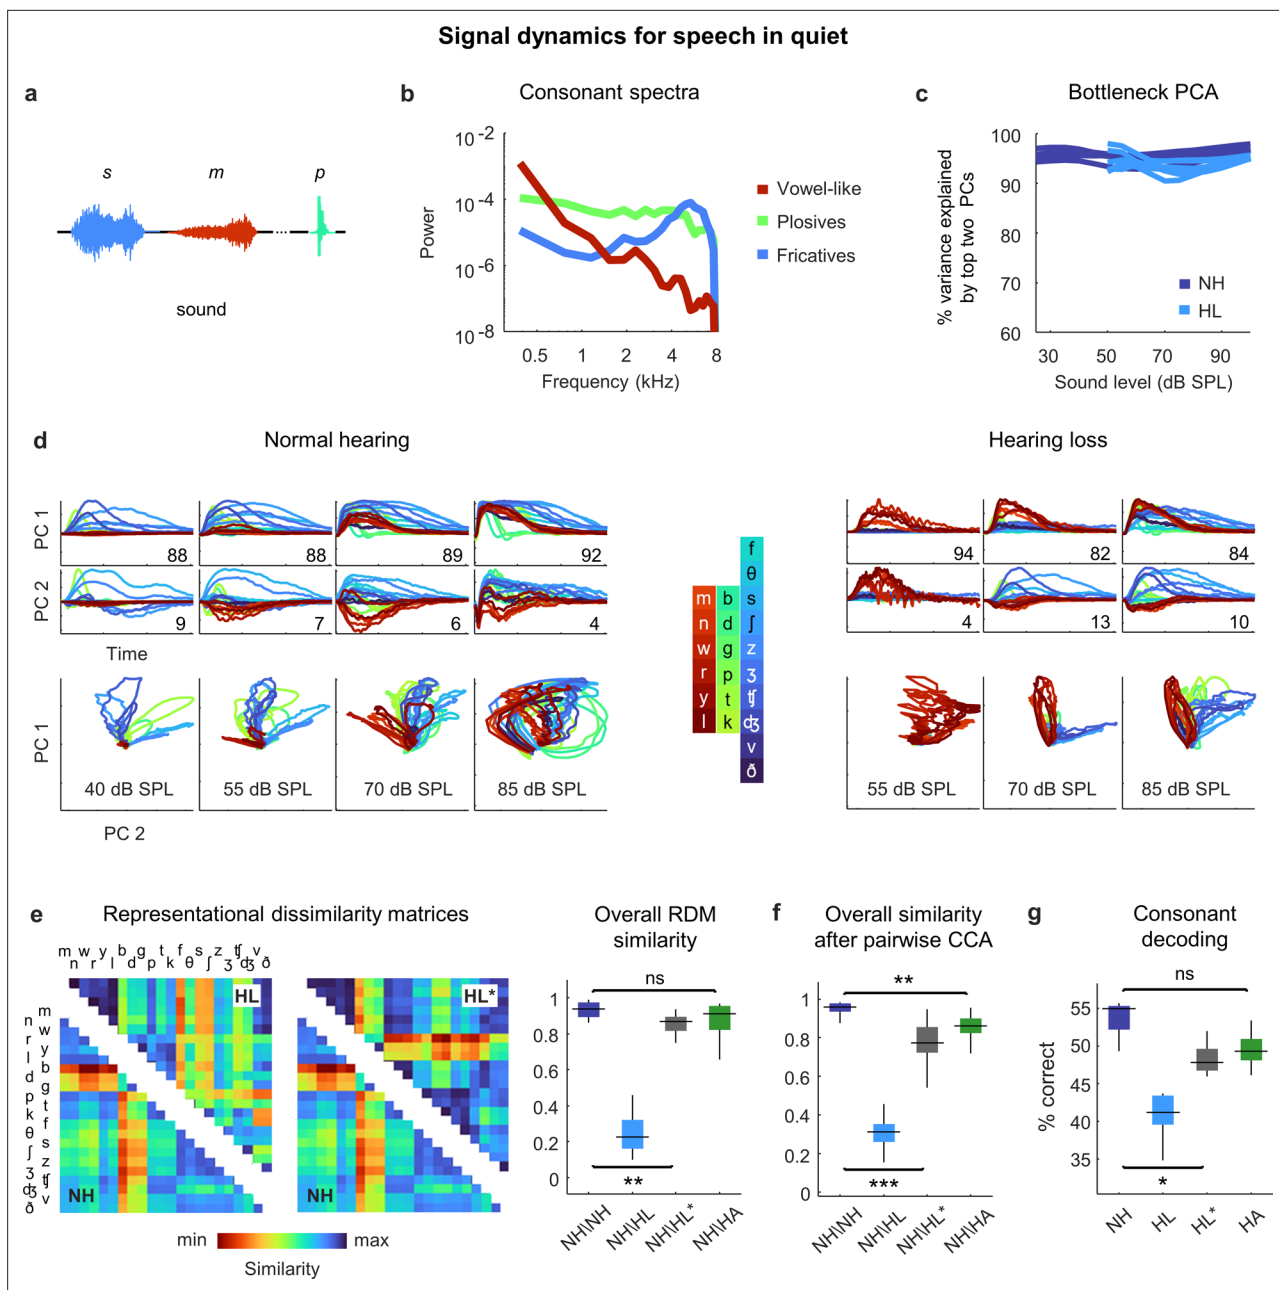 Signal dynamics for speech in quiet
a
s m p
...
sound
b Consonant spectra
Power
10-2
10-4
10-6
10-8
0.5 1 2 4 8
Frequency (kHz)
Vowel-like
Plosives
Fricatives
c Bottleneck PCA
% variance explained
by top two PCs
100
90
80
70
60
NH
HL
30 50 70 90
Sound level (dB SPL)
d Normal hearing
PC 1
88 88 89 92
PC 2
9 7 6 4
Time
PC 1
40 dB SPL 55 dB SPL 70 dB SPL 85 dB SPL
PC 2
f
θ
m b s
n d ʃ
w g z
r p ʒ
y t tʃ
l k dʒ
v
ð
Hearing loss
94 82 84
4 13 10
55 dB SPL 70 dB SPL 85 dB SPL
e Representational dissimilarity matrices
m w y b g t f s z tʃ v
n r l d p k θ ʃ ʒ dʒ ð
HL
HL*
m
n
w
r
y
l
b
d
g
p
t
k
f
θ
s
ʃ
z
ʒ
tʃ
dʒ
v
ð
NH
NH
min max
Similarity
Overall RDM
similarity
ns
1
0.8
0.6
0.4
0.2
0
**
NH\NH NH\HL NH\HL* NH\HA
f Overall similarity
after pairwise CCA
**
1
0.8
0.6
0.4
0.2
0
***
NH\NH NH\HL NH\HL* NH\HA
g Consonant
decoding
ns
% correct
55
50
45
40
35
*
NH HL HL* HA